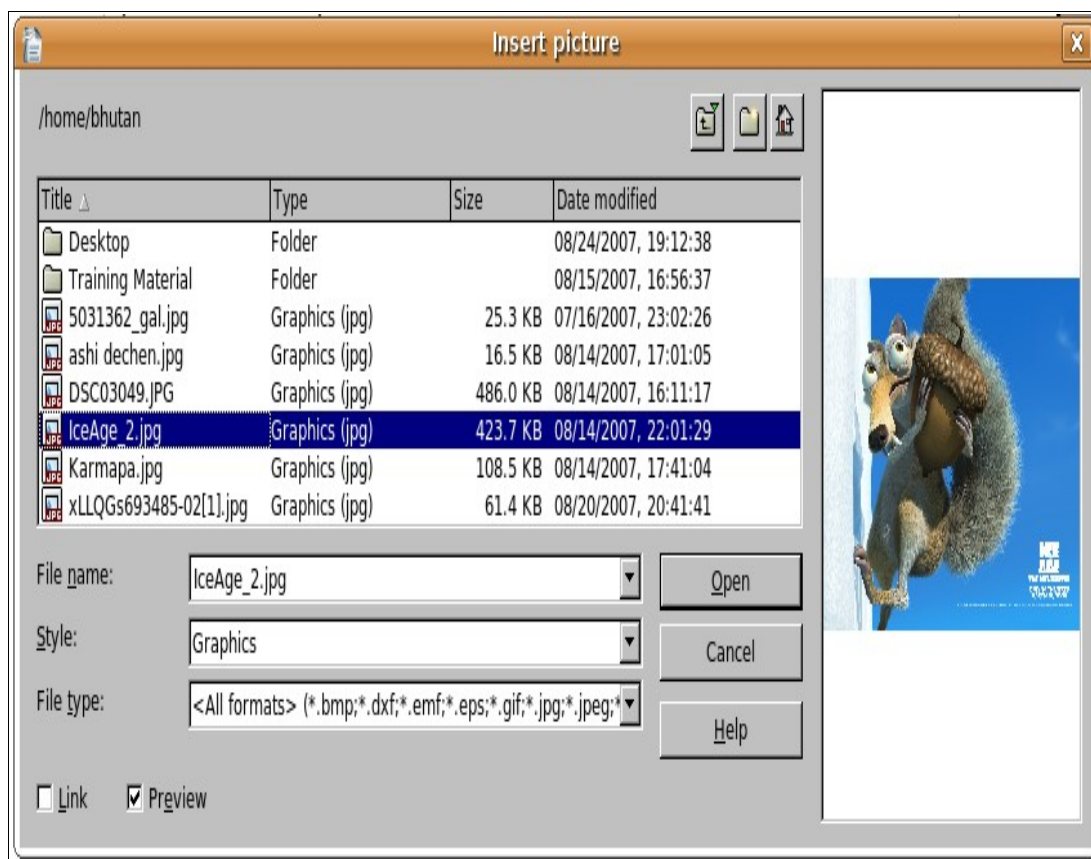 Insert picture
/home/bhutan
Title Type Size Date modified
Desktop Folder 08/24/2007, 19:12:38
Training Material Folder 08/15/2007, 16:56:37
5031362_gal.jpg Graphics (jpg) 25.3 KB 07/16/2007, 23:02:26
ashi dechen.jpg Graphics (jpg) 16.5 KB 08/14/2007, 17:01:05
DSC03049.JPG Graphics (jpg) 486.0 KB 08/14/2007, 16:11:17
IceAge_2.jpg Graphics (jpg) 423.7 KB 08/14/2007, 22:01:29
Karmapa.jpg Graphics (jpg) 108.5 KB 08/14/2007, 17:41:04
xLLQGs693485-02[1].jpg Graphics (jpg) 61.4 KB 08/20/2007, 20:41:41
File name: IceAge_2.jpg Open
Style: Graphics Cancel
File type: <All formats> (*.bmp;*.dxf;*.emf;*.eps;*.gif;*.jpg;*.jpeg;*
Help
Link Preview